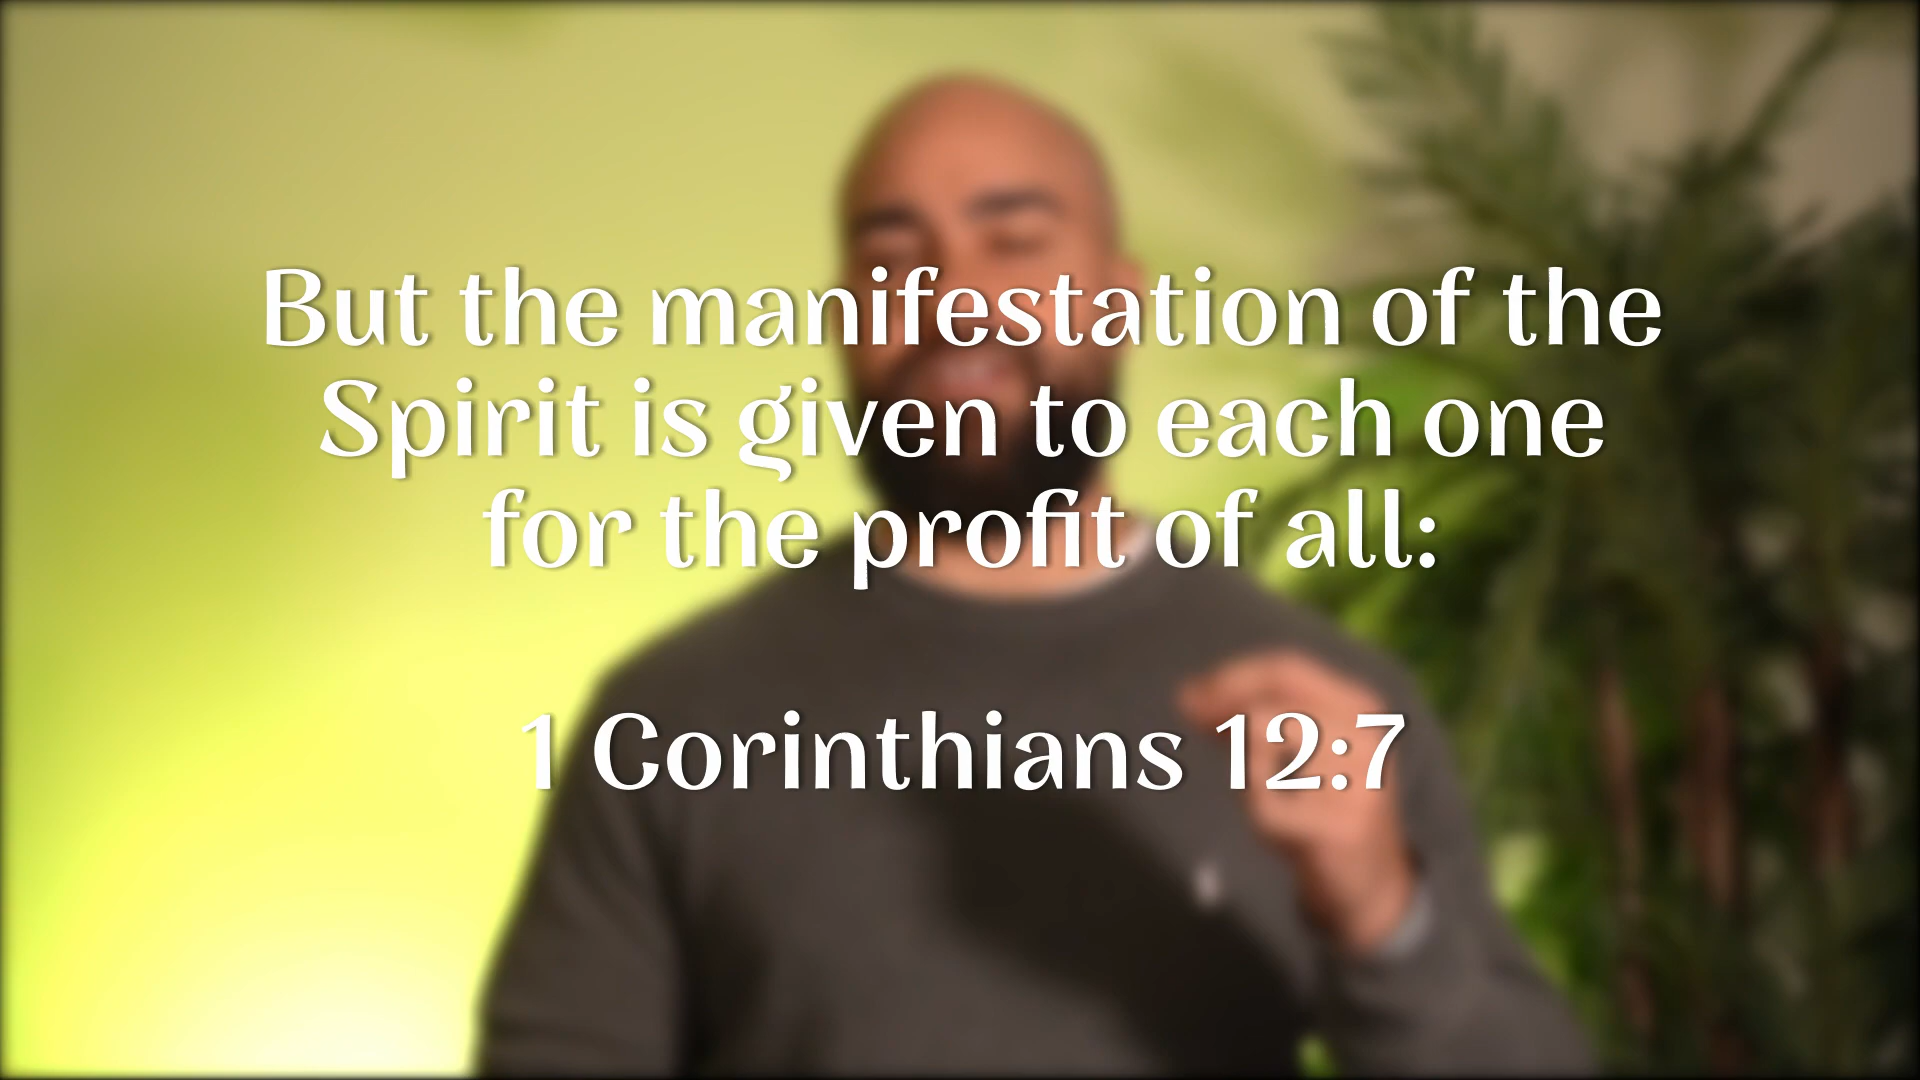 But the manifestation of the
Spirit is given to each one
for the profit of all:
1 Corinthians 12:7